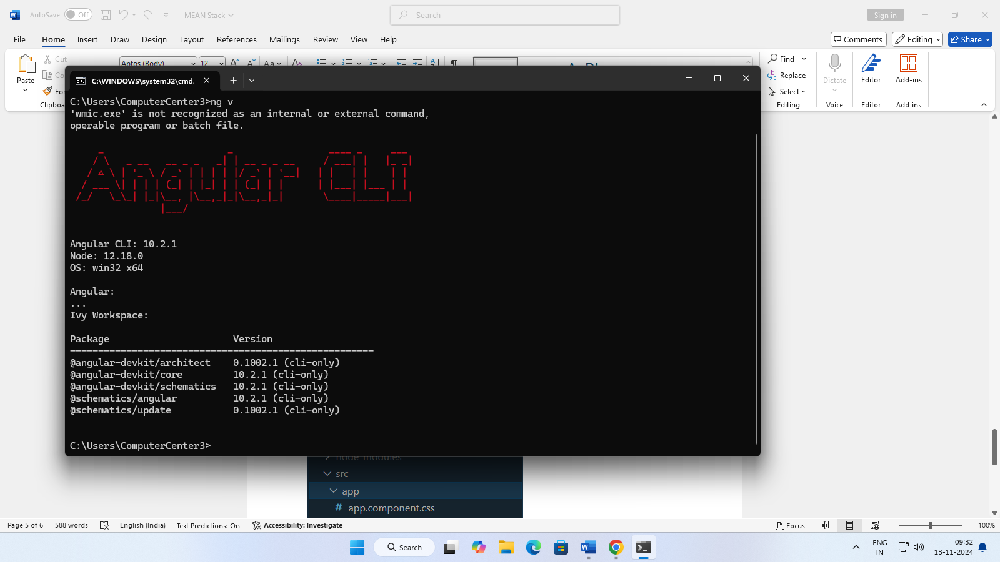 AutoSave Off MEAN Stack Search Sign in
File Home Insert Draw Design Layout References Mailings Review View Help Comments Editing Share
Paste Cut
Clipboa
Aptos (Body) 12
Find
Replace
Select
Editing
Dictate
Voice
Editor
Editor
Add-ins
Add-ins
C:\WINDOWS\system32\cmd.
C:\Users\ComputerCenter3>ng v
'wmic.exe' is not recognized as an internal or external command,
operable program or batch file.
Angular CLI
Angular CLI: 10.2.1
Node: 12.18.0
OS: win32 x64
Angular:
...
Ivy Workspace:
Package Version
------------------------------------------------------
@angular-devkit/architect 0.1002.1 (cli-only)
@angular-devkit/core 10.2.1 (cli-only)
@angular-devkit/schematics 10.2.1 (cli-only)
@schematics/angular 10.2.1 (cli-only)
@schematics/update 0.1002.1 (cli-only)
C:\Users\ComputerCenter3>
node_modules
src
app
# app.component.css
Page 5 of 6 588 words English (India) Text Predictions: On Accessibility: Investigate Focus 100%
Search
ENG
IN
09:32
13-11-2024